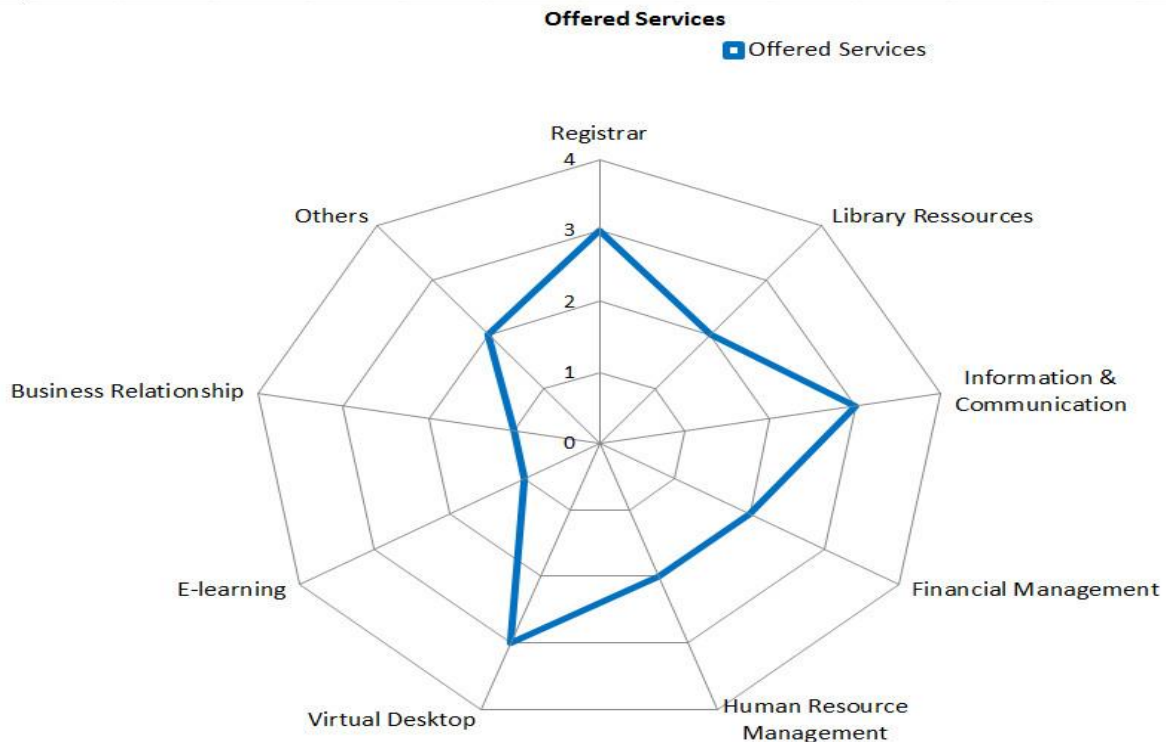 Offered Services
Offered Services
Registrar
4
3
2
1
0
Library Ressources
Information &
Communication
Financial Management
Human Resource
Management
Virtual Desktop
E-learning
Business Relationship
Others